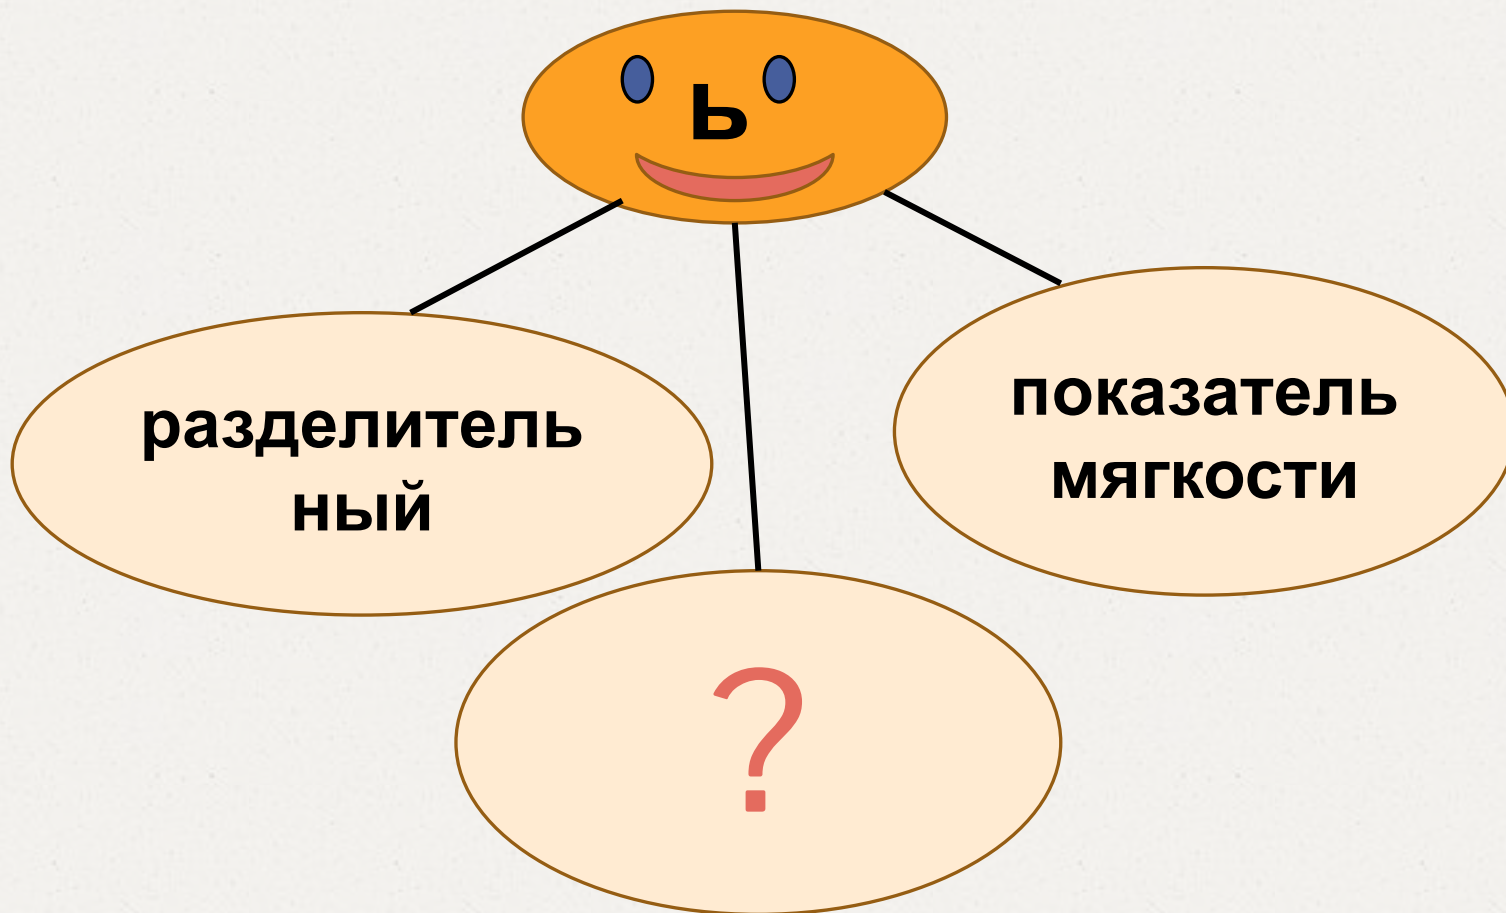 ь
разделитель
ный
показатель
мягкости
?